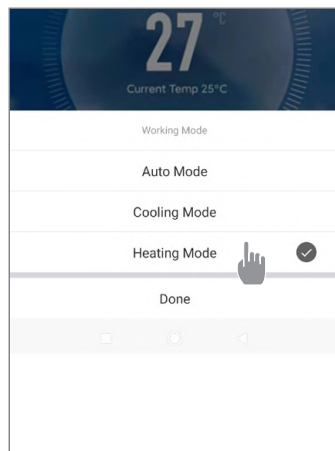 27 °C
Current Temp 25°C
Working Mode
Auto Mode
Cooling Mode
Heating Mode
Done